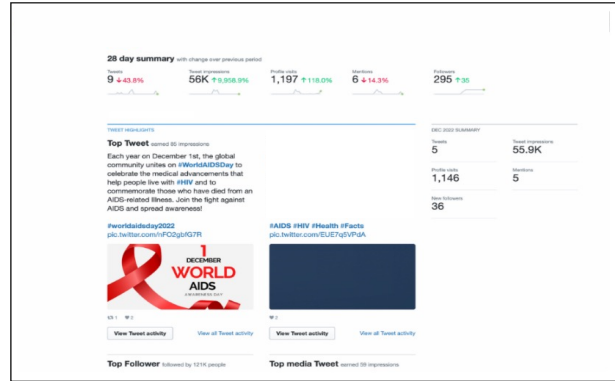 28 day summary with change over previous period
Tweets Tweet impressions Profile visits Mentions Followers
9 ↓43.8% 56K ↑9,958.9% 1,197 ↑118.0% 6 ↓14.3% 295 ↑35
TWEET HIGHLIGHTS
Top Tweet earned 85 impressions
Each year on December 1st, the global
community unites on #WorldAIDSDay to
celebrate the medical advancements that
help people live with #HIV and to
commemorate those who have died from an
AIDS-related illness. Join the fight against
AIDS and spread awareness!
#worldaidsday2022
pic.twitter.com/nFO2gbfG7R
1
DECEMBER
WORLD
AIDS
AWARENESS DAY
1 2
View Tweet activity View all Tweet activity
#AIDS #HIV #Health #Facts
pic.twitter.com/EUE7q5VPdA
2
View Tweet activity View all Tweet activity
Top Follower followed by 121K people
Top media Tweet earned 59 impressions
DEC 2022 SUMMARY
Tweets Tweet impressions
5 55.9K
Profile visits Mentions
1,146 5
New followers
36